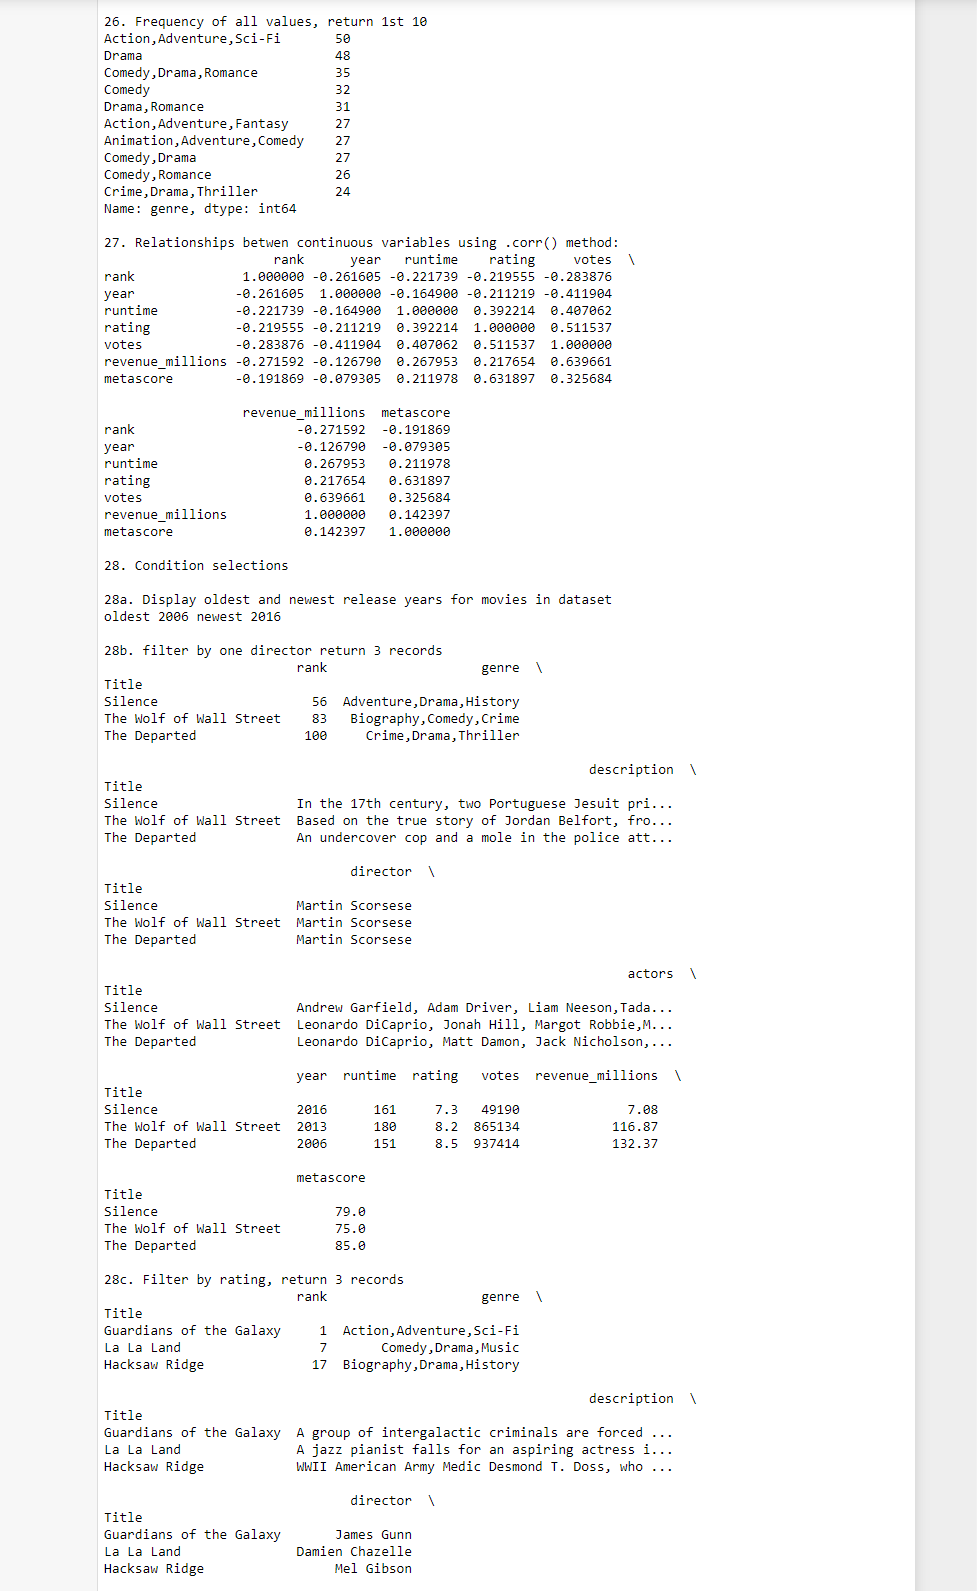 26. Frequency of all values, return 1st 10
Action,Adventure,Sci-Fi       50
Drama                         48
Comedy,Drama,Romance          35
Comedy                        32
Drama,Romance                 31
Action,Adventure,Fantasy      27
Animation,Adventure,Comedy    27
Comedy,Drama                  27
Comedy,Romance                26
Crime,Drama,Thriller          24
Name: genre, dtype: int64
27. Relationships betwen continuous variables using .corr() method:
                      rank      year   runtime    rating     votes  \
rank              1.000000 -0.261605 -0.221739 -0.219555 -0.283876
year             -0.261605  1.000000 -0.164900 -0.211219 -0.411904
runtime          -0.221739 -0.164900  1.000000  0.392214  0.407062
rating           -0.219555 -0.211219  0.392214  1.000000  0.511537
votes            -0.283876 -0.411904  0.407062  0.511537  1.000000
revenue_millions -0.271592 -0.126790  0.267953  0.217654  0.639661
metascore        -0.191869 -0.079305  0.211978  0.631897  0.325684
                  revenue_millions  metascore
rank                     -0.271592  -0.191869
year                     -0.126790  -0.079305
runtime                   0.267953   0.211978
rating                    0.217654   0.631897
votes                     0.639661   0.325684
revenue_millions          1.000000   0.142397
metascore                 0.142397   1.000000
28. Condition selections
28a. Display oldest and newest release years for movies in dataset
oldest 2006 newest 2016
28b. filter by one director return 3 records
                         rank                    genre  \
Title
Silence                    56  Adventure,Drama,History
The Wolf of Wall Street    83   Biography,Comedy,Crime
The Departed              100     Crime,Drama,Thriller
                                                               description  \
Title
Silence                  In the 17th century, two Portuguese Jesuit pri...
The Wolf of Wall Street  Based on the true story of Jordan Belfort, fro...
The Departed             An undercover cop and a mole in the police att...
                                director  \
Title
Silence                  Martin Scorsese
The Wolf of Wall Street  Martin Scorsese
The Departed             Martin Scorsese
                                                                    actors  \
Title
Silence                  Andrew Garfield, Adam Driver, Liam Neeson,Tada...
The Wolf of Wall Street  Leonardo DiCaprio, Jonah Hill, Margot Robbie,M...
The Departed             Leonardo DiCaprio, Matt Damon, Jack Nicholson,...
                         year  runtime  rating   votes  revenue_millions  \
Title
Silence                  2016      161     7.3   49190              7.08
The Wolf of Wall Street  2013      180     8.2  865134            116.87
The Departed             2006      151     8.5  937414            132.37
                         metascore
Title
Silence                       79.0
The Wolf of Wall Street       75.0
The Departed                  85.0
28c. Filter by rating, return 3 records
                         rank                    genre  \
Title
Guardians of the Galaxy     1  Action,Adventure,Sci-Fi
La La Land                  7       Comedy,Drama,Music
Hacksaw Ridge              17  Biography,Drama,History
                                                               description  \
Title
Guardians of the Galaxy  A group of intergalactic criminals are forced ...
La La Land               A jazz pianist falls for an aspiring actress i...
Hacksaw Ridge            WWII American Army Medic Desmond T. Doss, who ...
                                director  \
Title
Guardians of the Galaxy       James Gunn
La La Land               Damien Chazelle
Hacksaw Ridge                 Mel Gibson